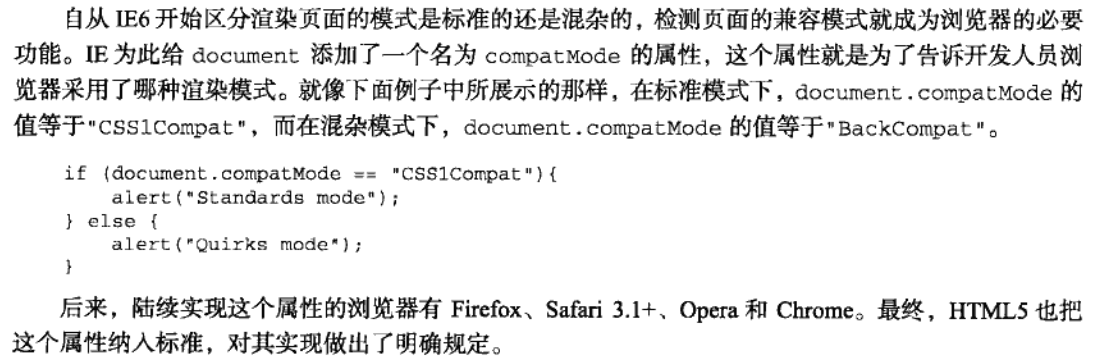 自从 IE6 开始区分渲染页面的模式是标准的还是混杂的，检测页面的兼容模式就成为浏览器的必要
功能。IE 为此给 document 添加了一个名为 compatMode 的属性，这个属性就是为了告诉开发人员浏
览器采用了哪种渲染模式。就像下面例子中所展示的那样，在标准模式下，document.compatMode 的
值等于"CSS1Compat"，而在混杂模式下，document.compatMode 的值等于"BackCompat"。
if (document.compatMode == "CSS1Compat"){
    alert("Standards mode");
} else {
    alert("Quirks mode");
}
后来，陆续实现这个属性的浏览器有 Firefox、Safari 3.1+、Opera 和 Chrome。最终，HTML5 也把
这个属性纳入标准，对其实现做出了明确规定。